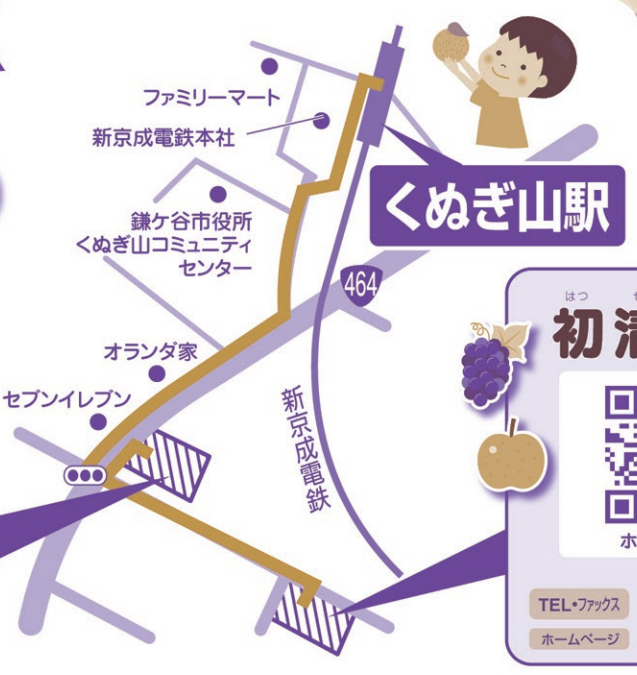 ファミリーマート
新京成電鉄本社
くぬぎ山駅
鎌ケ谷市役所
くぬぎ山コミュニティ
センター
464
オランダ家
セブンイレブン
新京成電鉄
はつ
初
ホ
TEL•ファックス
ホームページ